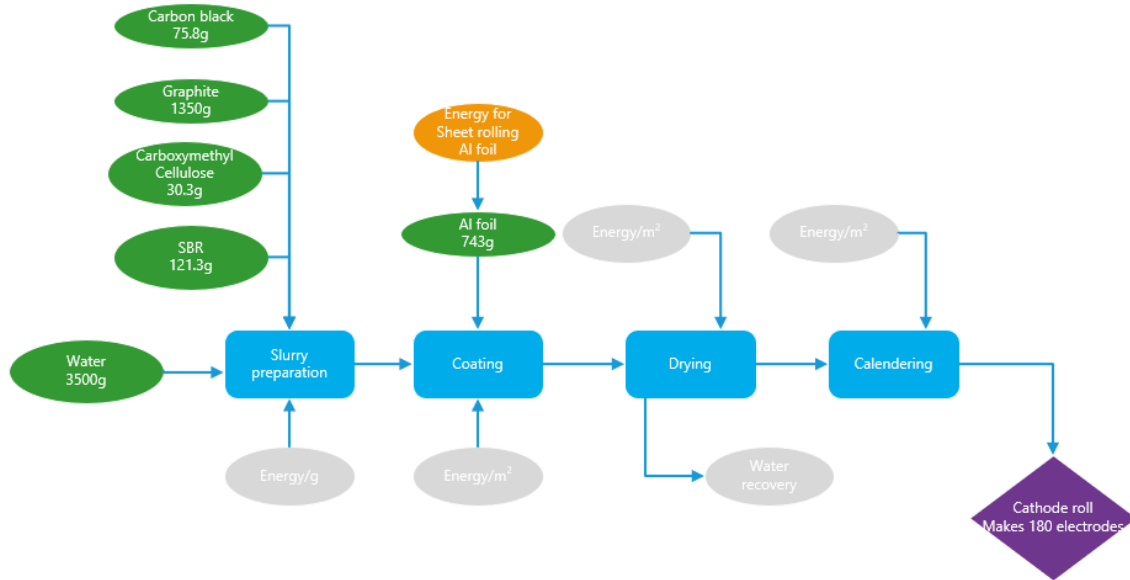 Carbon black
75.8g
Graphite
1350g
Carboxymethyl
Cellulose
30.3g
SBR
121.3g
Water
3500g
Energy for
Sheet rolling
Al foil
Al foil
743g
Energy/m²
Energy/m²
Slurry
preparation
Coating
Drying
Calendering
Energy/g
Energy/m²
Water
recovery
Cathode roll
Makes 180 electrodes